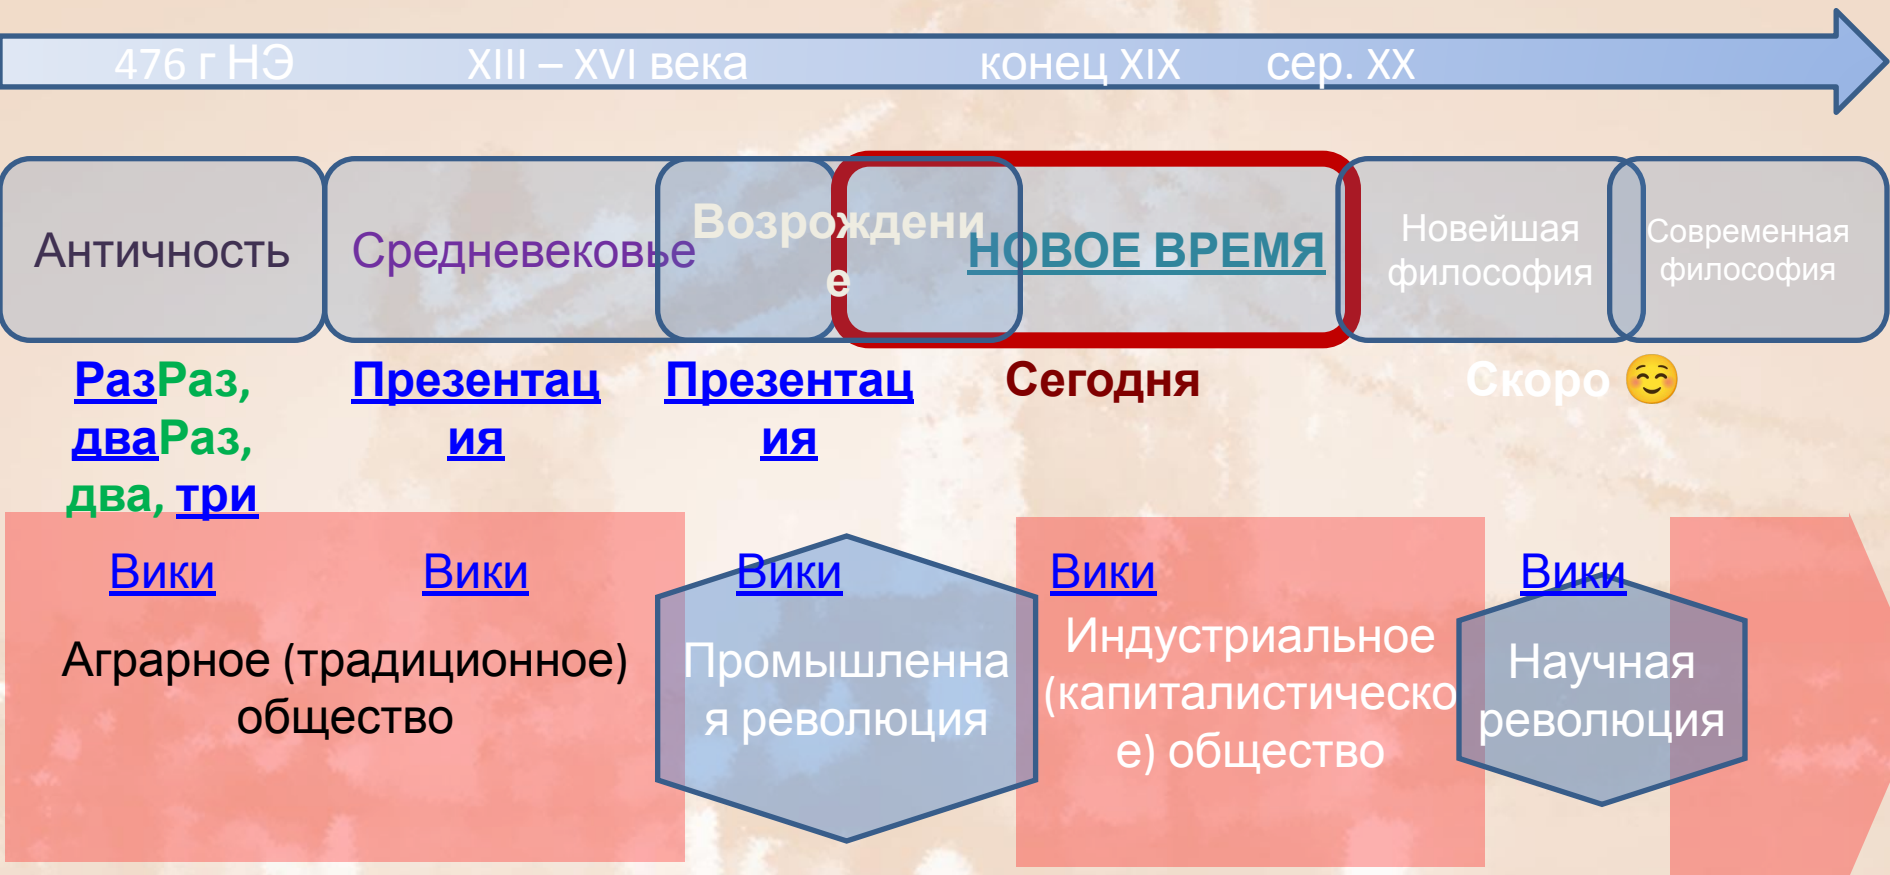 476 г НЭ XIII – XVI века конец XIX сер. XX
Античность
Средневековье
Возрождени
е
НОВОЕ ВРЕМЯ
Новейшая
философия
Современная
философия
РазРаз,
дваРаз,
два, три
Презентац
ия
Презентац
ия
Сегодня
Скоро ☺
Вики
Вики
Вики
Вики
Вики
Аграрное (традиционное)
общество
Промышленна
я революция
Индустриальное
(капиталистическо
е) общество
Научная
революция